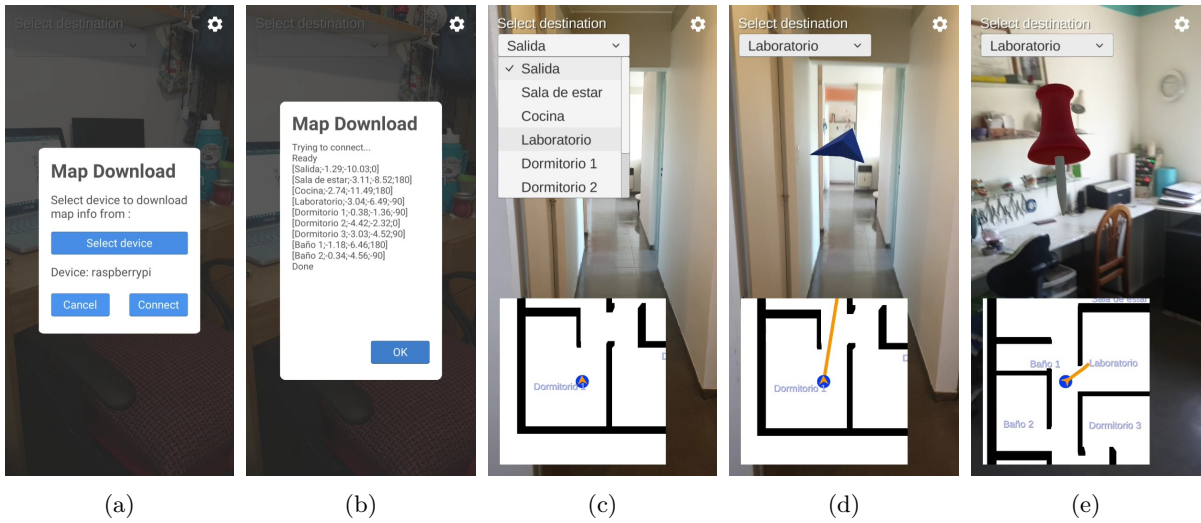 Select destination
Map Download
Select device to download
map info from :
Select device
Device: raspberrypi
Cancel
Connect
(a)
Select destination
Map Download
Trying to connect...
Ready
[Salida;-1.29;-10.03;0]
[Sala de estar;-3.11;-8.52;180]
[Cocina;-2.74;-11.49;180]
[Laboratorio;-3.04;-6.49;-90]
[Dormitorio 1;-0.38;-1.36;-90]
[Dormitorio 2;-4.42;-2.32;0]
[Dormitorio 3;-3.03;-4.52;90]
[Baño 1;-1.18;-6.46;180]
[Baño 2;-0.34;-4.56;-90]
Done
OK
(b)
Select destination
Salida
Salida
Sala de estar
Cocina
Laboratorio
Dormitorio 1
Dormitorio 2
D
Dormitorio
(c)
Select destination
Laboratorio
D
Dormitorio 1
(d)
Select destination
Laboratorio
Sala de estar
Baño 1
Laboratorio
Baño 2
Dormitorio 3
(e)